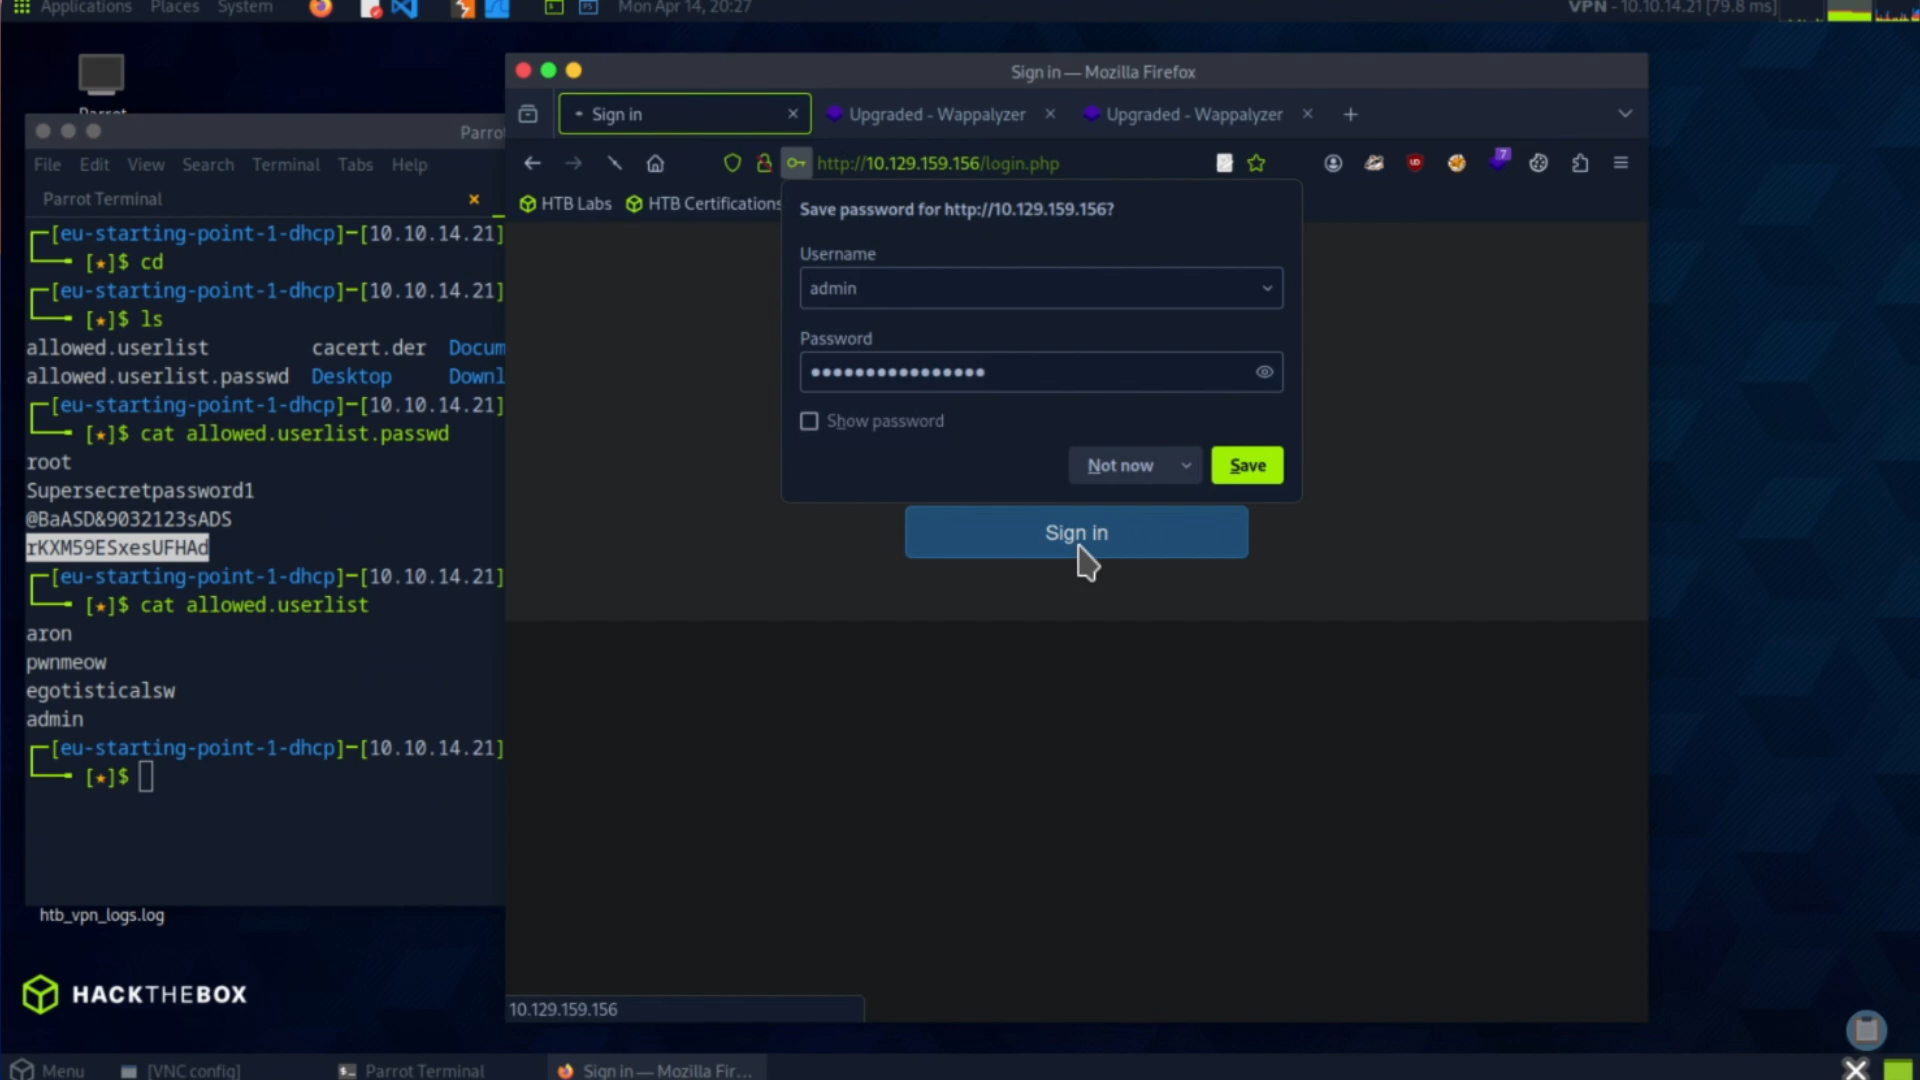 Applications Places System Mon Apr 14, 20:27 VPN - 10.10.14.21 [79.8 ms]
Parrot
Parro
File Edit View Search Terminal Tabs Help
Parrot Terminal ×
[eu-starting-point-1-dhcp]-[10.10.14.21]
[★]$ cd
[eu-starting-point-1-dhcp]-[10.10.14.21]
[★]$ ls
allowed.userlist cacert.der Docum
allowed.userlist.passwd Desktop Downl
[eu-starting-point-1-dhcp]-[10.10.14.21]
[★]$ cat allowed.userlist.passwd
root
Supersecretpassword1
@BaASD&9032123sADS
rKXM59ESxesUFHAd
[eu-starting-point-1-dhcp]-[10.10.14.21]
[★]$ cat allowed.userlist
aron
pwnmeow
egotisticalsw
admin
[eu-starting-point-1-dhcp]-[10.10.14.21]
[★]$
htb_vpn_logs.log
HACKTHEBOX
Sign in — Mozilla Firefox
Sign in × Upgraded - Wappalyzer × Upgraded - Wappalyzer × +
http://10.129.159.156/login.php 7
HTB Labs HTB Certifications
Save password for http://10.129.159.156?
Username
admin
Password
••••••••••••••••
Show password
Not now Save
Sign in
10.129.159.156
Menu [VNC config] Parrot Terminal Sign in — Mozilla Fir...